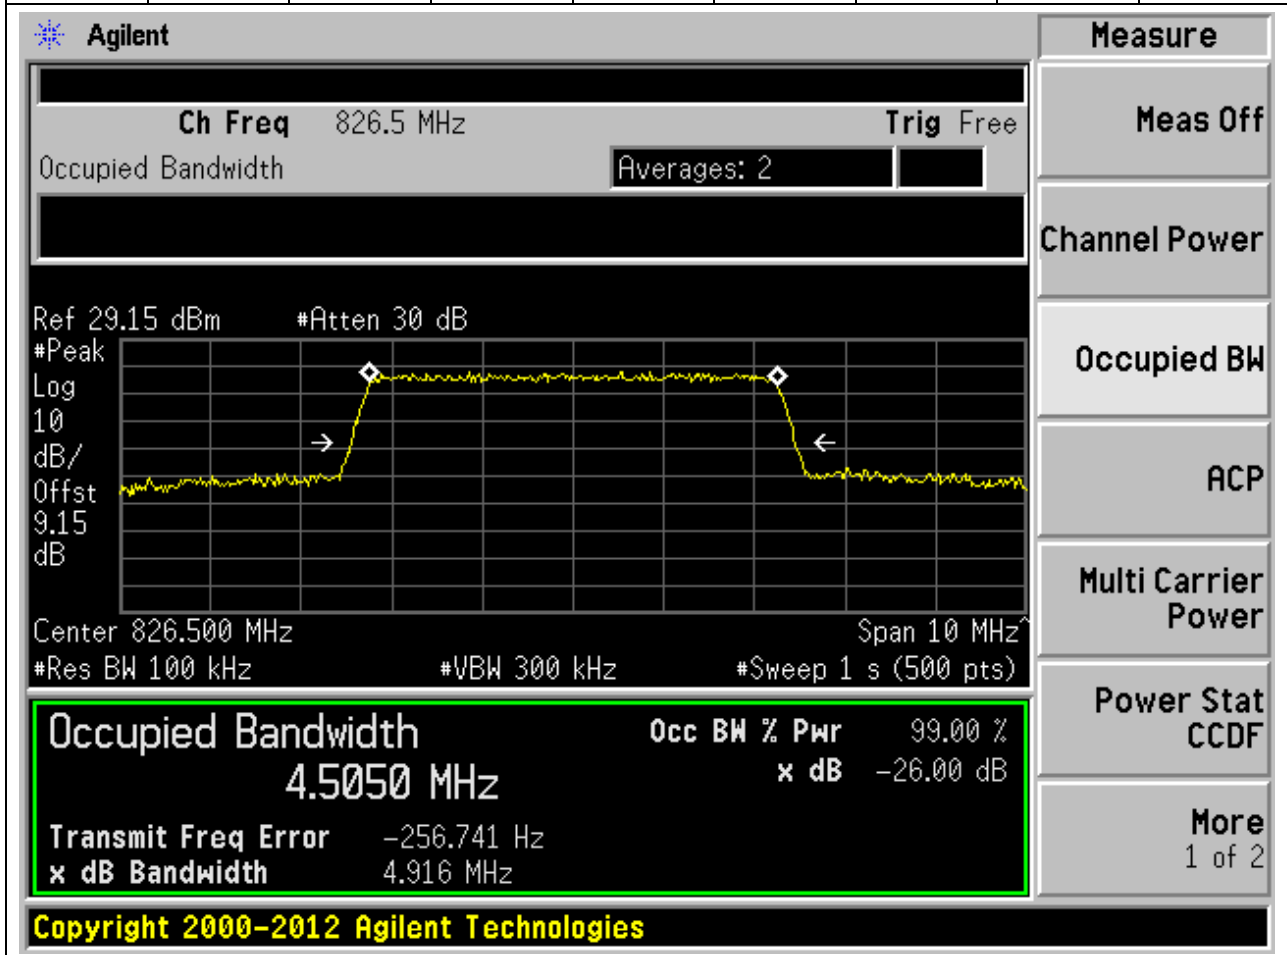 Agilent
Measure
Ch Freq 826.5 MHz Trig Free
Occupied Bandwidth Averages: 2
Meas Off
Channel Power
Occupied BW
ACP
Multi Carrier
Power
Power Stat
CCDF
More
1 of 2
Ref 29.15 dBm #Atten 30 dB
#Peak
Log
10
dB/
Offst
9.15
dB
Center 826.500 MHz Span 10 MHz^
#Res BW 100 kHz #VBW 300 kHz #Sweep 1 s (500 pts)
Occupied Bandwidth Occ BW % Pwr 99.00 %
4.5050 MHz x dB -26.00 dB
Transmit Freq Error -256.741 Hz
x dB Bandwidth 4.916 MHz
Copyright 2000-2012 Agilent Technologies